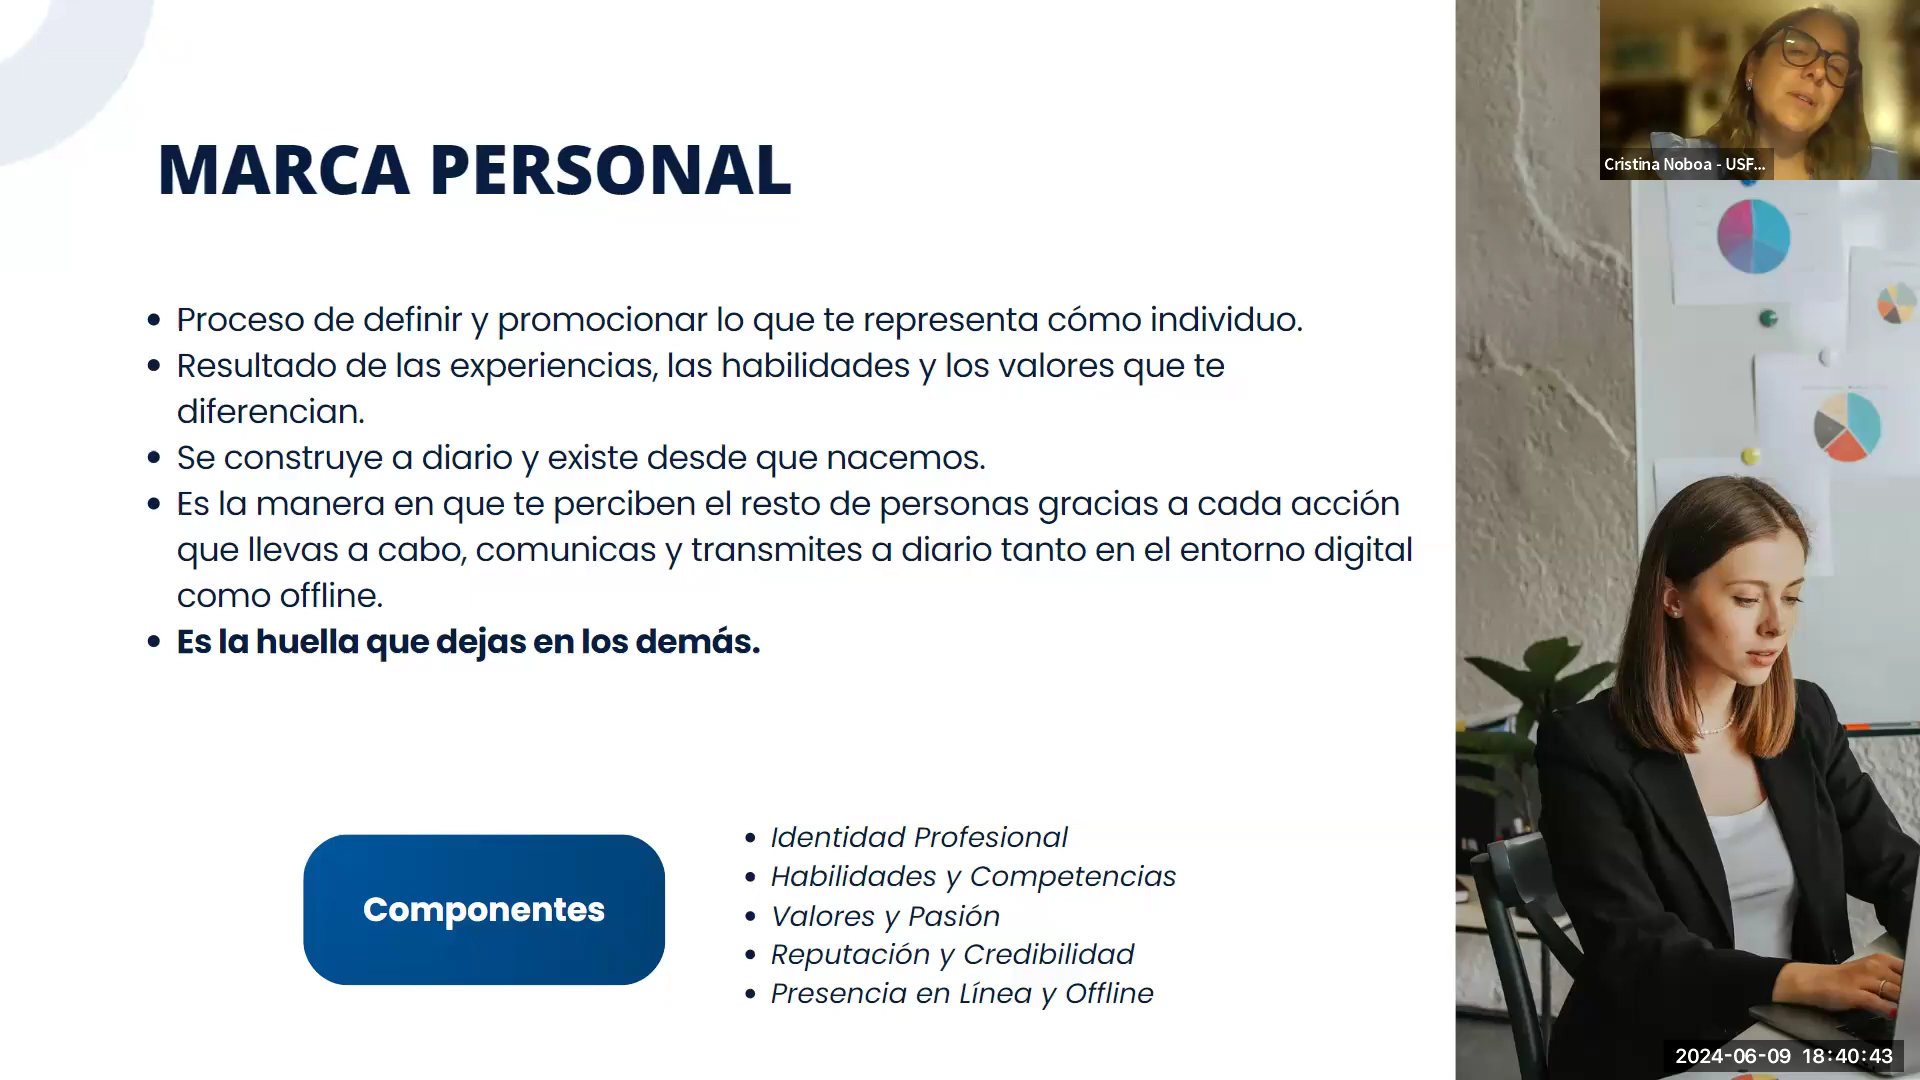 MARCA PERSONAL
• Proceso de definir y promocionar lo que te representa cómo individuo.
• Resultado de las experiencias, las habilidades y los valores que te
diferencian.
• Se construye a diario y existe desde que nacemos.
• Es la manera en que te perciben el resto de personas gracias a cada acción
que llevas a cabo, comunicas y transmites a diario tanto en el entorno digital
como offline.
• Es la huella que dejas en los demás.
Componentes
• Identidad Profesional
• Habilidades y Competencias
• Valores y Pasión
• Reputación y Credibilidad
• Presencia en Línea y Offline
Cristina Noboa - USF...
2024-06-09 18:40:43